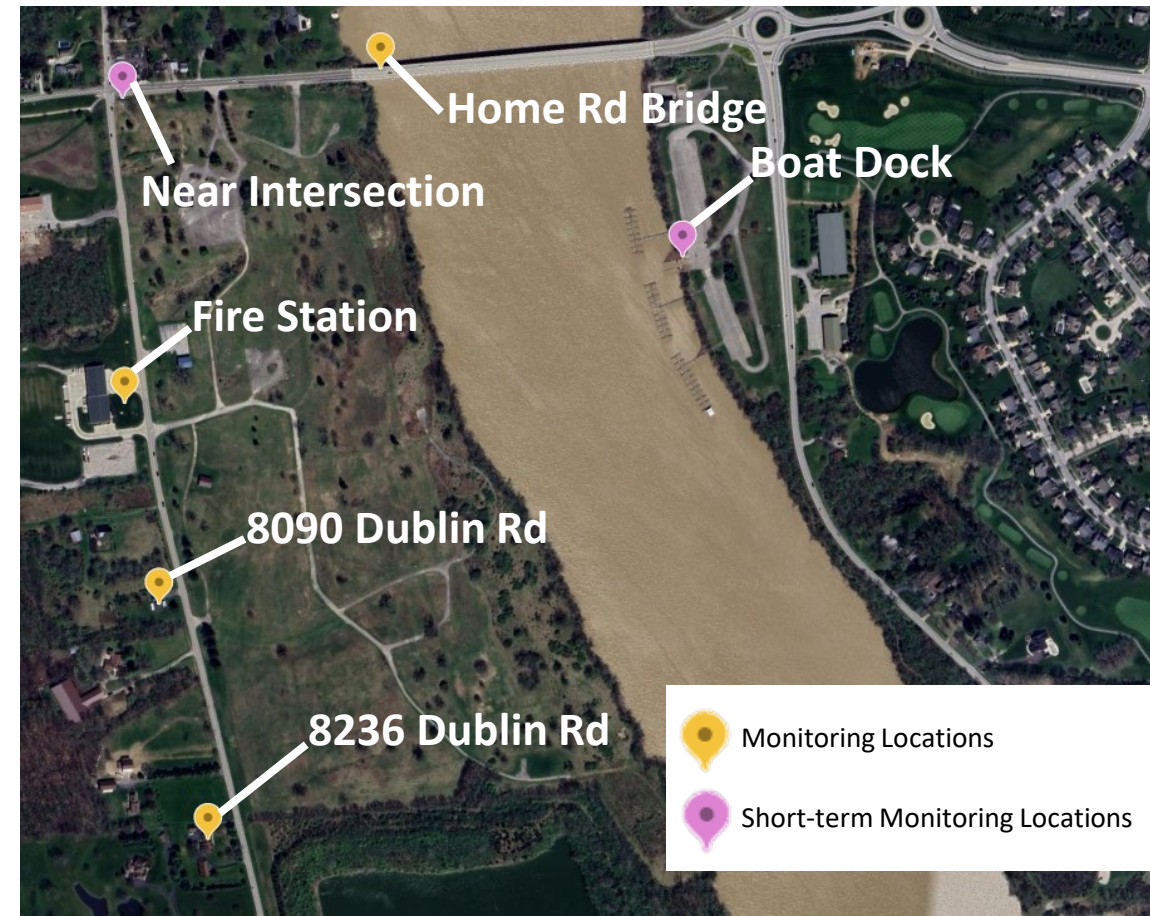 Home Rd Bridge
Boat Dock
Near Intersection
Fire Station
8090 Dublin Rd
8236 Dublin Rd
Monitoring Locations
Short-term Monitoring Locations